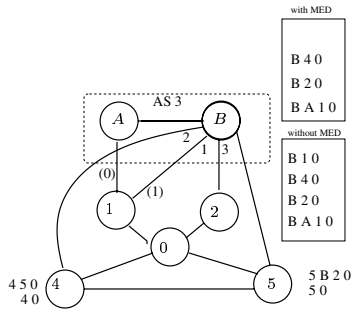 with MED
B 4 0
B 2 0
B A 1 0
AS 3
A
B
2
1
3
without MED
B 1 0
B 4 0
B 2 0
B A 1 0
(0)
(1)
1
2
0
4 5 0
4 0
4
5
5 B 2 0
5 0